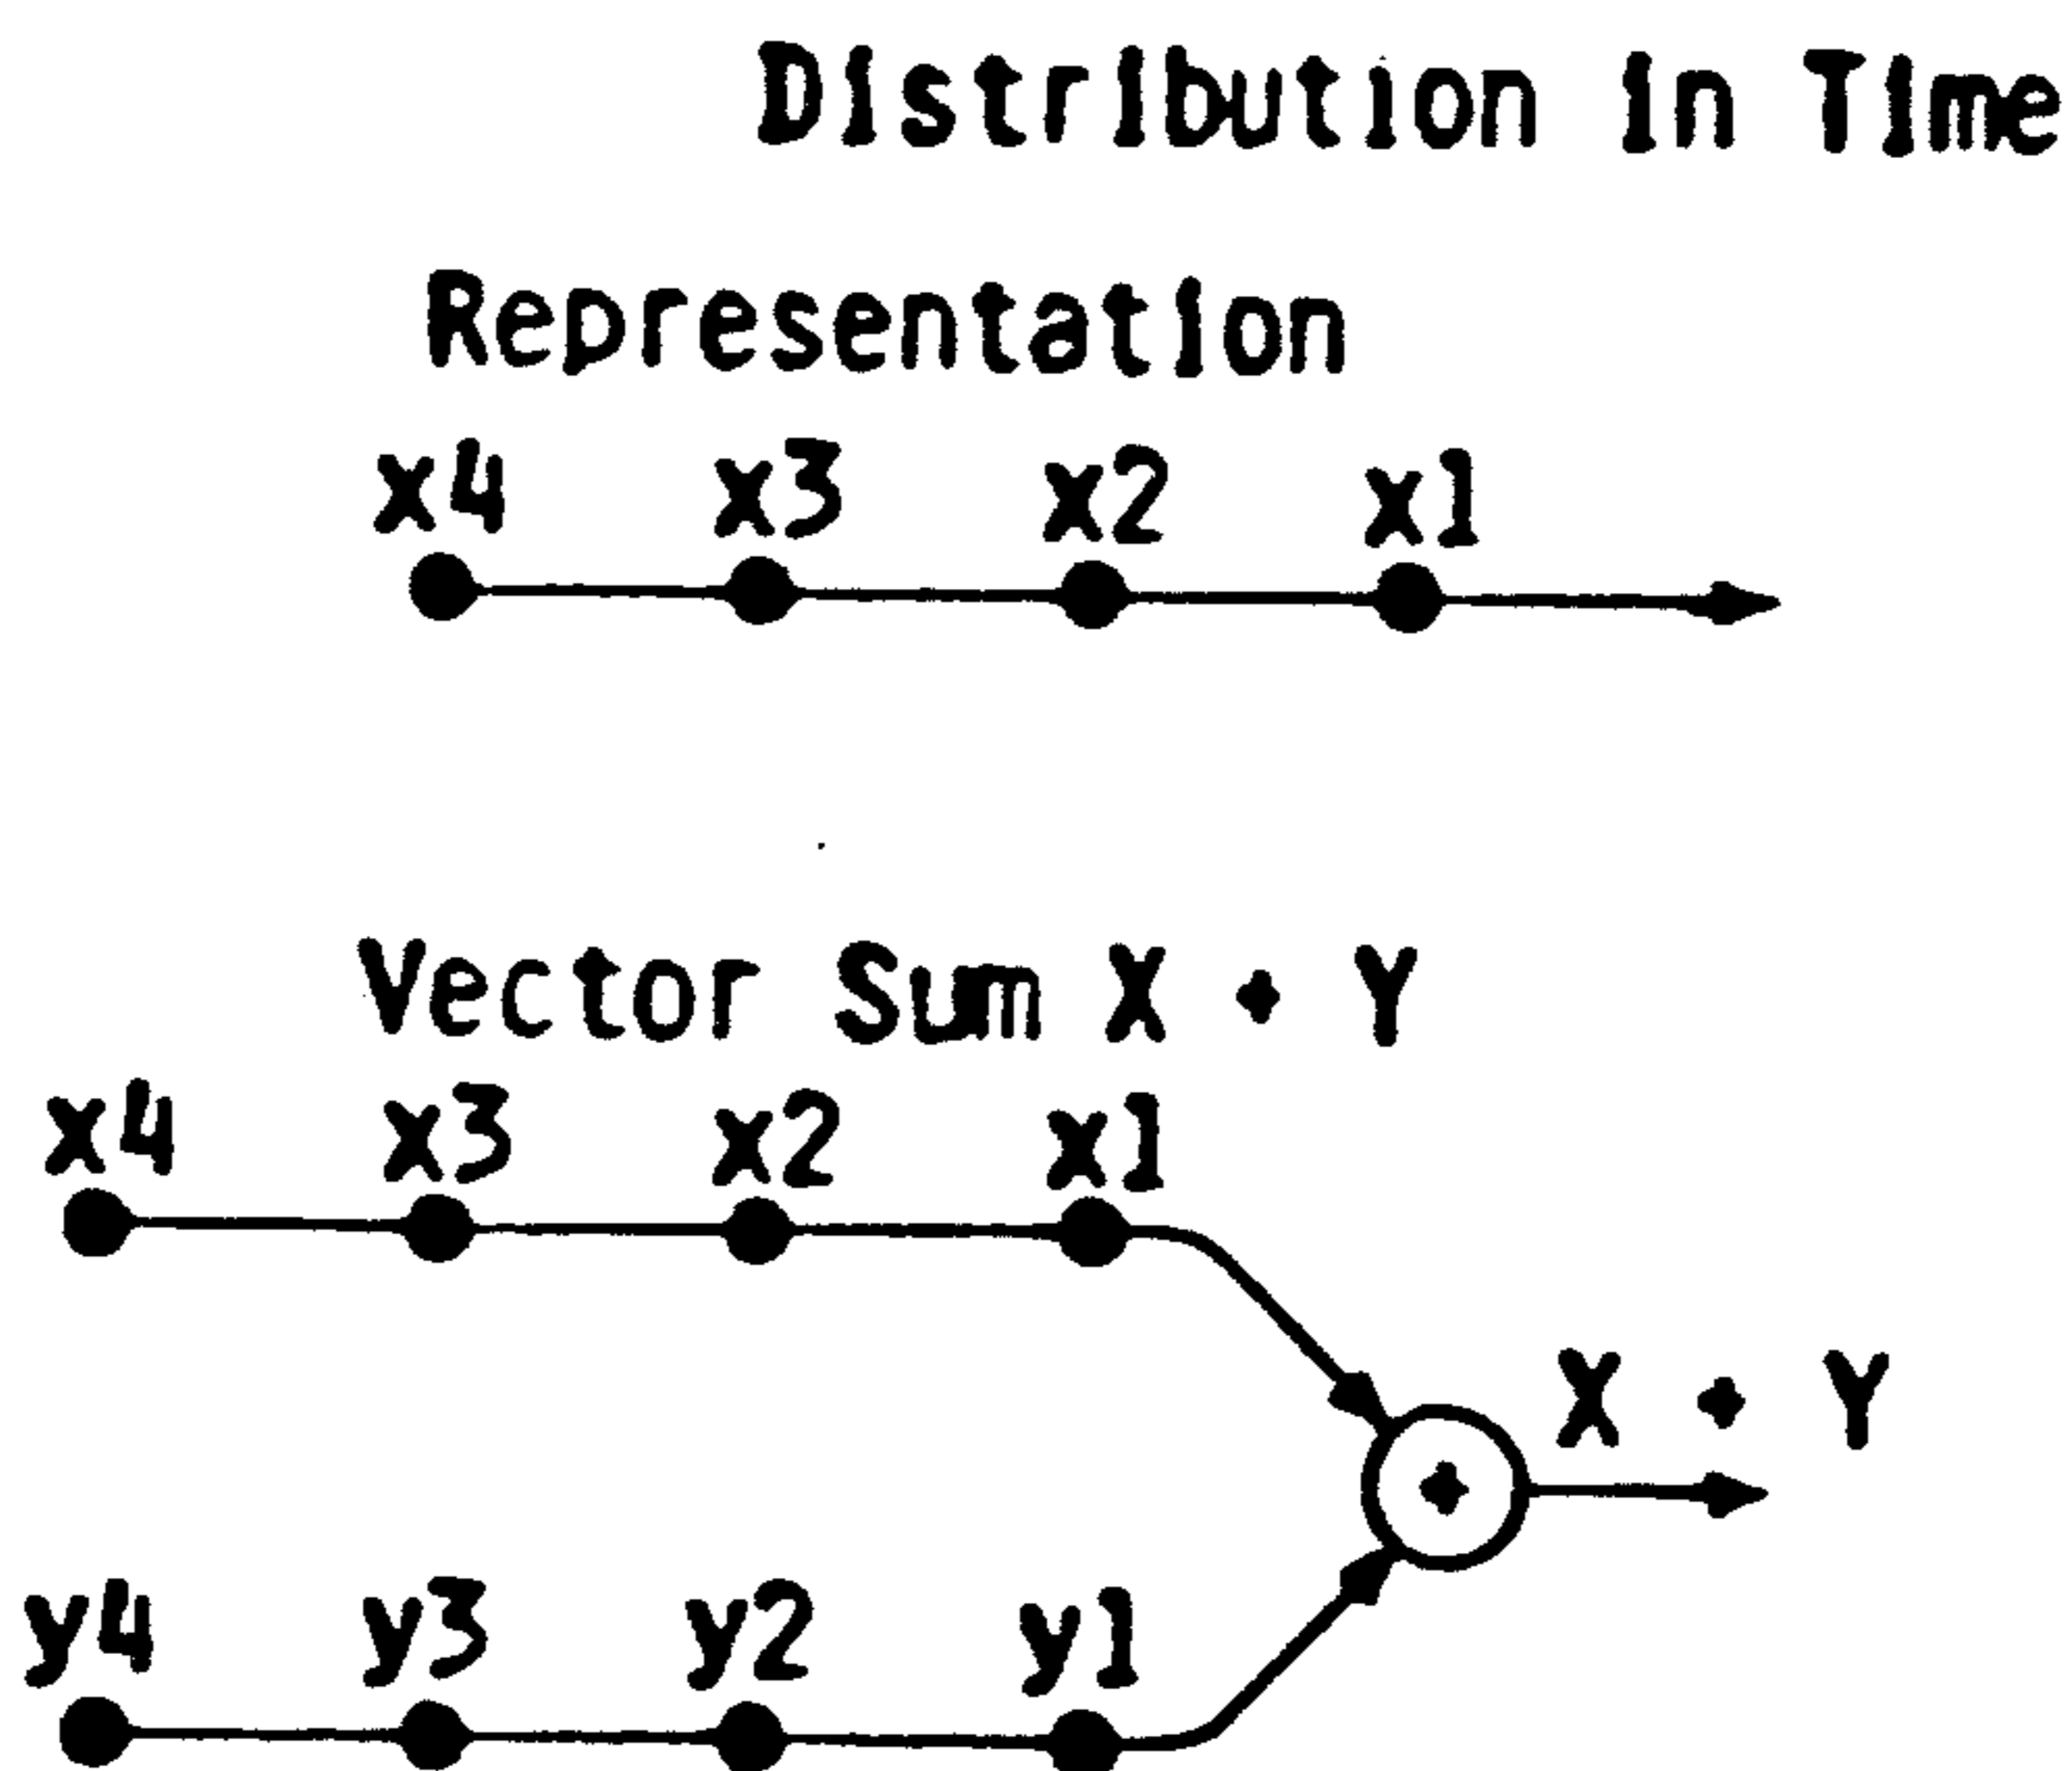 Distribution in Time
Representation
x4 x3 x2 x1
Vector Sum X + Y
x4 x3 x2 x1
X + Y
+
y4 y3 y2 y1